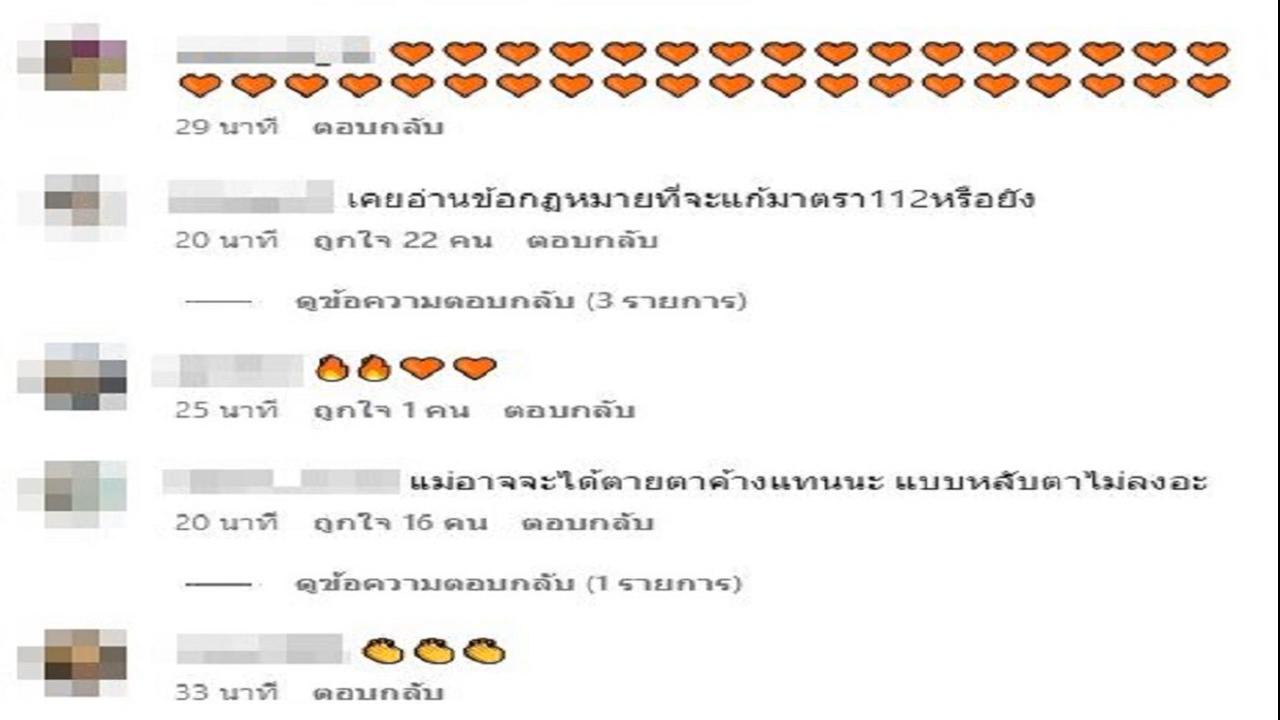 🧡🧡🧡🧡🧡🧡🧡🧡🧡🧡🧡🧡🧡🧡🧡🧡
🧡🧡🧡🧡🧡🧡🧡🧡🧡🧡🧡🧡🧡🧡🧡🧡🧡🧡🧡🧡
29 นาที ตอบกลับ
เคยอ่านข้อกฎหมายที่จะแก้มาตรา112หรือยัง
20 นาที ถูกใจ 22 คน ตอบกลับ
ดูข้อความตอบกลับ (3 รายการ)
🔥🔥🧡🧡
25 นาที ถูกใจ 1 คน ตอบกลับ
แม่อาจจะได้ตายตาค้างแทนนะ แบบหลับตาไม่ลงอะ
20 นาที ถูกใจ 16 คน ตอบกลับ
ดูข้อความตอบกลับ (1 รายการ)
👏👏👏
33 นาที ตอบกลับ